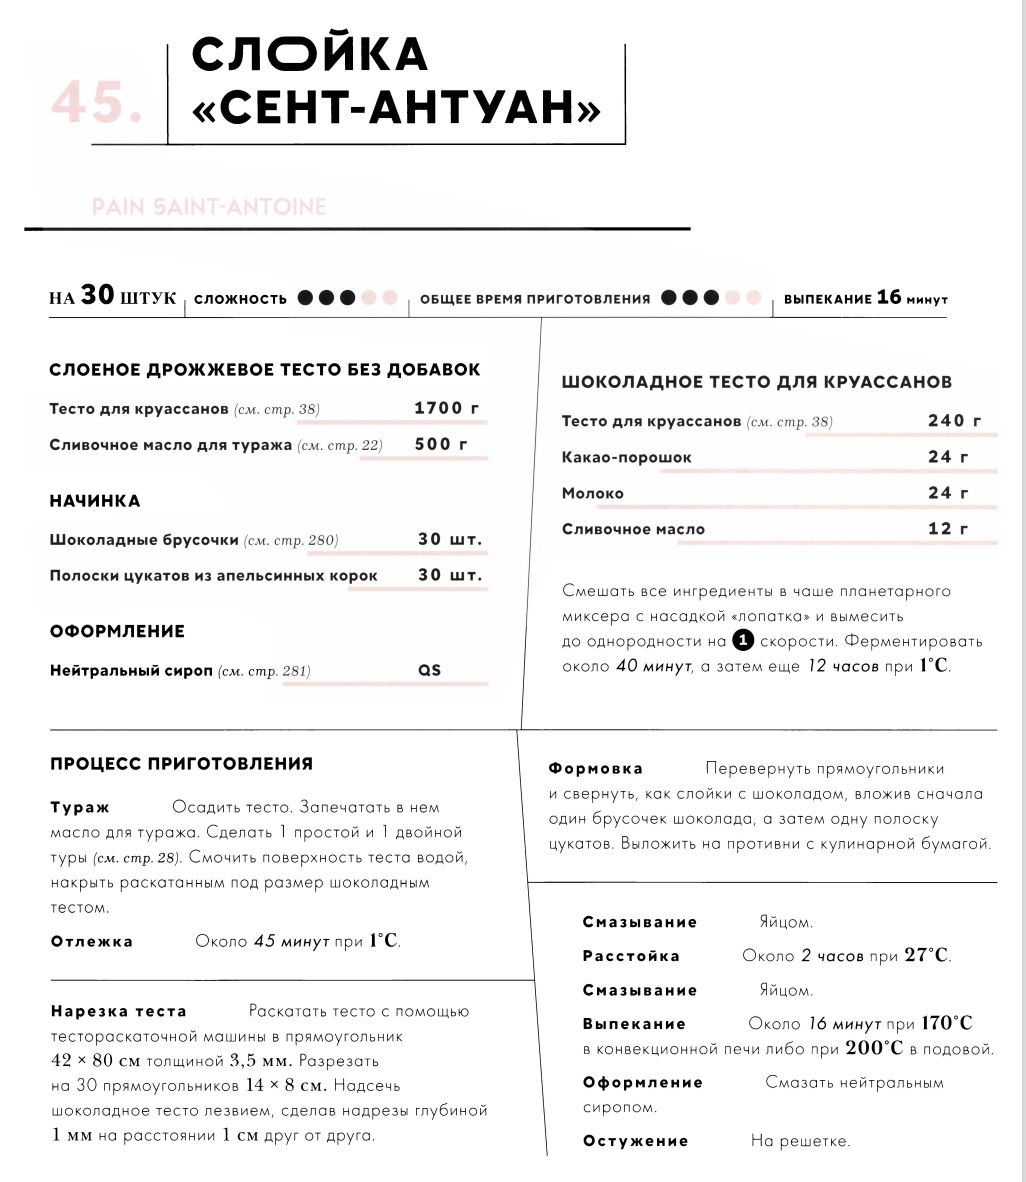 45.
СЛОЙКА
«СЕНТ-АНТУАН»
PAIN SAINT-ANTOINE
НА 30 ШТУК СЛОЖНОСТЬ ОБЩЕЕ ВРЕМЯ ПРИГОТОВЛЕНИЯ ВЫПЕКАНИЕ 16 минут
СЛОЕНОЕ ДРОЖЖЕВОЕ ТЕСТО БЕЗ ДОБАВОК
Тесто для круассанов (см. стр. 38) 1700 г
Сливочное масло для туража (см. стр. 22) 500 г
НАЧИНКА
Шоколадные брусочки (см. стр. 280) 30 шт.
Полоски цукатов из апельсинных корок 30 шт.
ОФОРМЛЕНИЕ
Нейтральный сироп (см. стр. 281) QS
ШОКОЛАДНОЕ ТЕСТО ДЛЯ КРУАССАНОВ
Тесто для круассанов (см. стр. 38) 240 г
Какао-порошок 24 г
Молоко 24 г
Сливочное масло 12 г
Смешать все ингредиенты в чаше планетарного
миксера с насадкой «лопатка» и вымесить
до однородности на 1 скорости. Ферментировать
около 40 минут, а затем еще 12 часов при 1°C.
ПРОЦЕСС ПРИГОТОВЛЕНИЯ
Тураж Осадить тесто. Запечатать в нем
масло для туража. Сделать 1 простой и 1 двойной
туры (см. стр. 28). Смочить поверхность теста водой,
накрыть раскатанным под размер шоколадным
тестом.
Отлежка Около 45 минут при 1°C.
Нарезка теста Раскатать тесто с помощью
тестораскаточной машины в прямоугольник
42 × 80 см толщиной 3,5 мм. Разрезать
на 30 прямоугольников 14 × 8 см. Надсечь
шоколадное тесто лезвием, сделав надрезы глубиной
1 мм на расстоянии 1 см друг от друга.
Формовка Перевернуть прямоугольники
и свернуть, как слойки с шоколадом, вложив сначала
один брусочек шоколада, а затем одну полоску
цукатов. Выложить на противни с кулинарной бумагой.
Смазывание Яйцом.
Расстойка Около 2 часов при 27°C.
Смазывание Яйцом.
Выпекание Около 16 минут при 170°C
в конвекционной печи либо при 200°C в подовой.
Оформление Смазать нейтральным
сиропом.
Остужение На решетке.